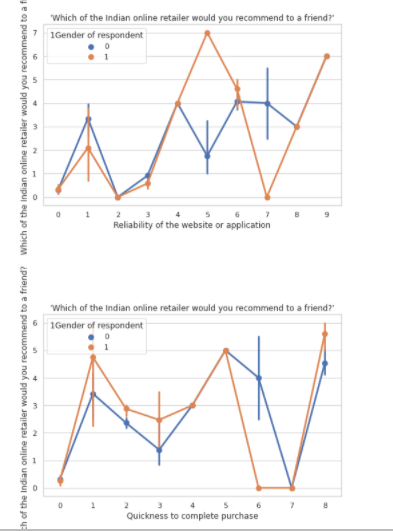 'Which of the Indian online retailer would you recommend to a friend?'
Which of the Indian online retailer would you recommend to a fr
1Gender of respondent
0
1
7
6
5
4
3
2
1
0
0 1 2 3 4 5 6 7 8 9
Reliability of the website or application
'Which of the Indian online retailer would you recommend to a friend?'
ch of the Indian online retailer would you recommend to a friend?
1Gender of respondent
0
1
6
5
4
3
2
1
0
0 1 2 3 4 5 6 7 8
Quickness to complete purchase